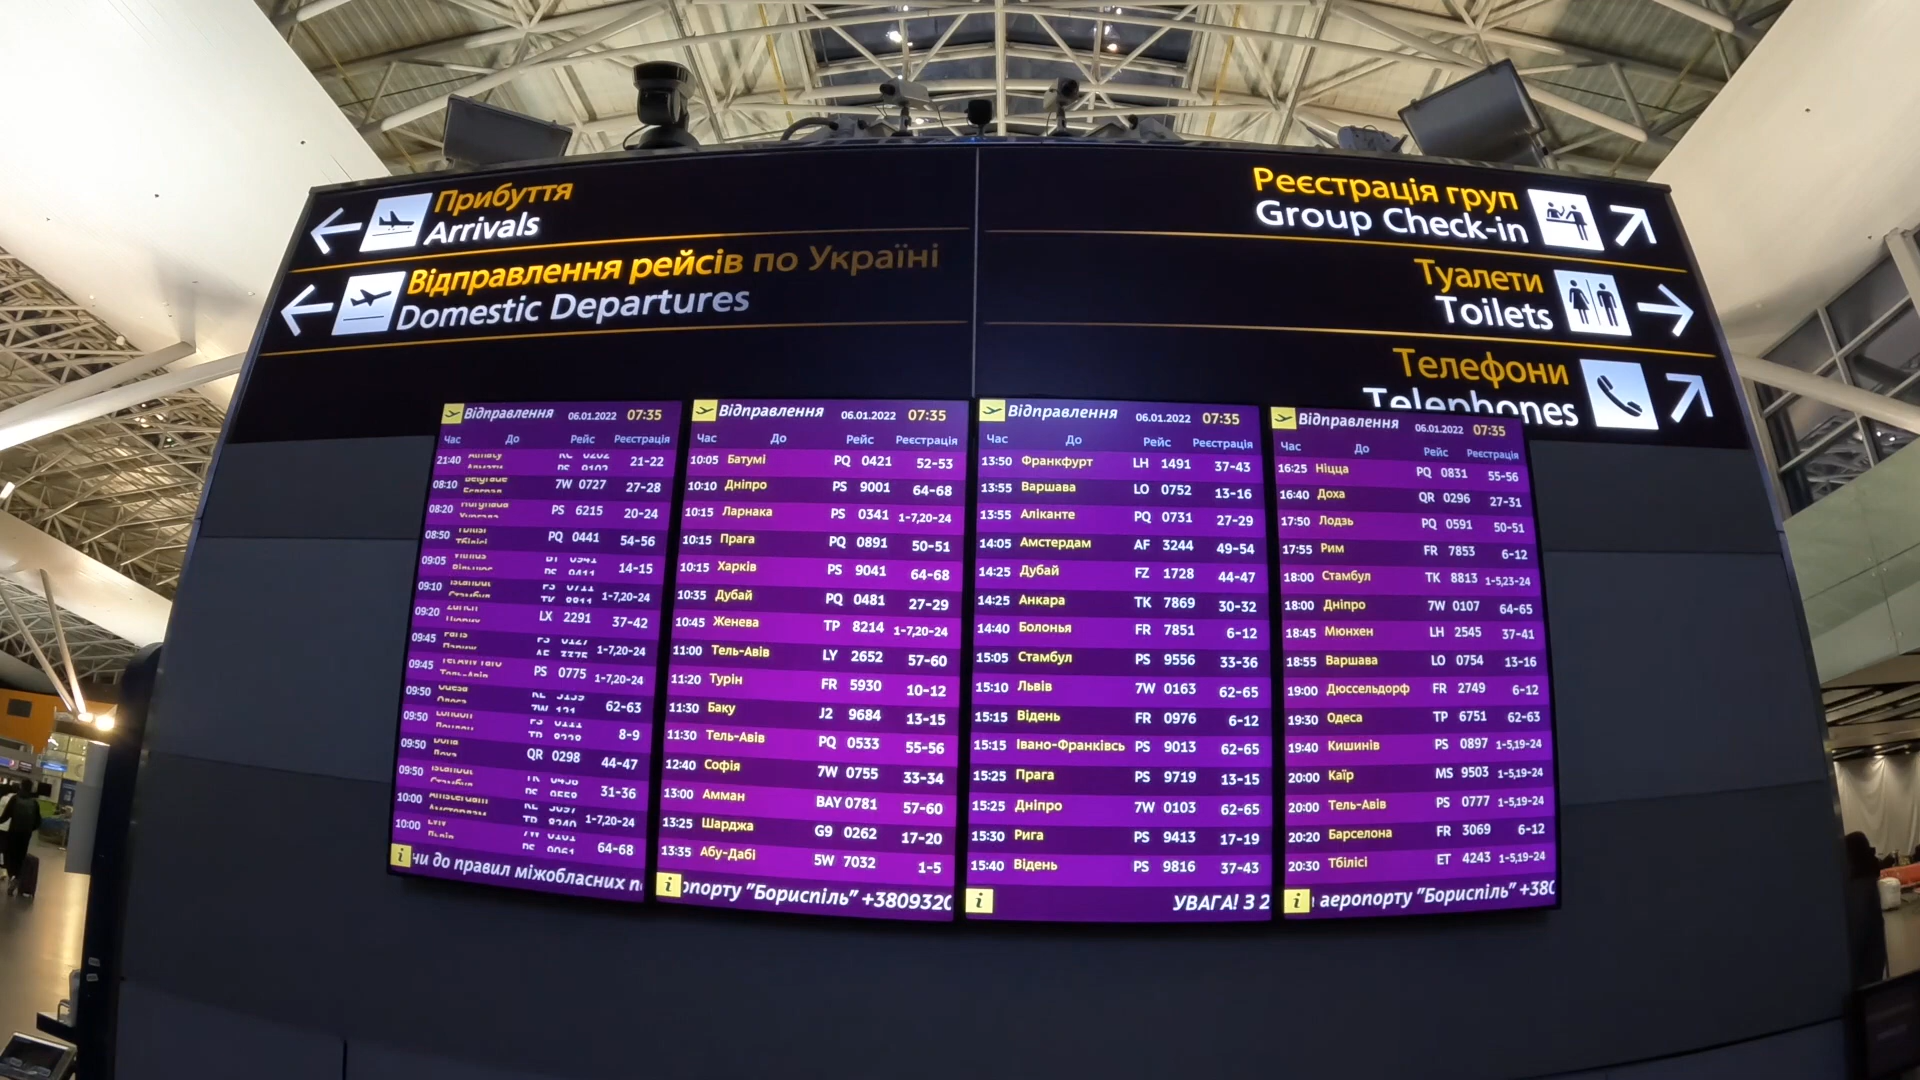 Прибуття
Arrivals
Відправлення рейсів по Україні
Domestic Departures
Реєстрація груп
Group Check-in
Туалети
Toilets
Телефони
Telephones
Відправлення 06.01.2022 07:35
Час До Рейс Реєстрація
21:40 21-22
08:10 7W 0727 27-28
08:20 PS 6215 20-24
08:50 PQ 0441 54-56
09:05 14-15
09:10 1-7,20-24
09:20 LX 2291 37-42
09:45 1-7,20-24
09:45 PS 0775 1-7,20-24
09:50 62-63
09:50 8-9
09:50 QR 0298 44-47
09:50 31-36
10:00 1-7,20-24
10:00 64-68
чи до правил міжобласних п
Відправлення 06.01.2022 07:35
Час До Рейс Реєстрація
10:05 Батумі PQ 0421 52-53
10:10 Дніпро PS 9001 64-68
10:15 Ларнака PS 0341 1-7,20-24
10:15 Прага PQ 0891 50-51
10:15 Харків PS 9041 64-68
10:35 Дубай PQ 0481 27-29
10:45 Женева TP 8214 1-7,20-24
11:00 Тель-Авів LY 2652 57-60
11:20 Турін FR 5930 10-12
11:30 Баку J2 9684 13-15
11:30 Тель-Авів PQ 0533 55-56
12:40 Софія 7W 0755 33-34
13:00 Амман BAY 0781 57-60
13:25 Шарджа G9 0262 17-20
13:35 Абу-Дабі 5W 7032 1-5
опорту "Бориспіль" +3809320
Відправлення 06.01.2022 07:35
Час До Рейс Реєстрація
13:50 Франкфурт LH 1491 37-43
13:55 Варшава LO 0752 13-16
13:55 Аліканте PQ 0731 27-29
14:05 Амстердам AF 3244 49-54
14:25 Дубай FZ 1728 44-47
14:25 Анкара TK 7869 30-32
14:40 Болонья FR 7851 6-12
15:05 Стамбул PS 9556 33-36
15:10 Львів 7W 0163 62-65
15:15 Відень FR 0976 6-12
15:15 Івано-Франківсь PS 9013 62-65
15:25 Прага PS 9719 13-15
15:25 Дніпро 7W 0103 62-65
15:30 Рига PS 9413 17-19
15:40 Відень PS 9816 37-43
УВАГА! З 2
Відправлення 06.01.2022 07:35
Час До Рейс Реєстрація
16:25 Ніцца PQ 0831 55-56
16:40 Доха QR 0296 27-31
17:50 Лодзь PQ 0591 50-51
17:55 Рим FR 7853 6-12
18:00 Стамбул TK 8813 1-5,23-24
18:00 Дніпро 7W 0107 64-65
18:45 Мюнхен LH 2545 37-41
18:55 Варшава LO 0754 13-16
19:00 Дюссельдорф FR 2749 6-12
19:30 Одеса TP 6751 62-63
19:40 Кишинів PS 0897 1-5,19-24
20:00 Каїр MS 9503 1-5,19-24
20:00 Тель-Авів PS 0777 1-5,19-24
20:20 Барселона FR 3069 6-12
20:30 Тбілісі ET 4243 1-5,19-24
аеропорту "Бориспіль" +380